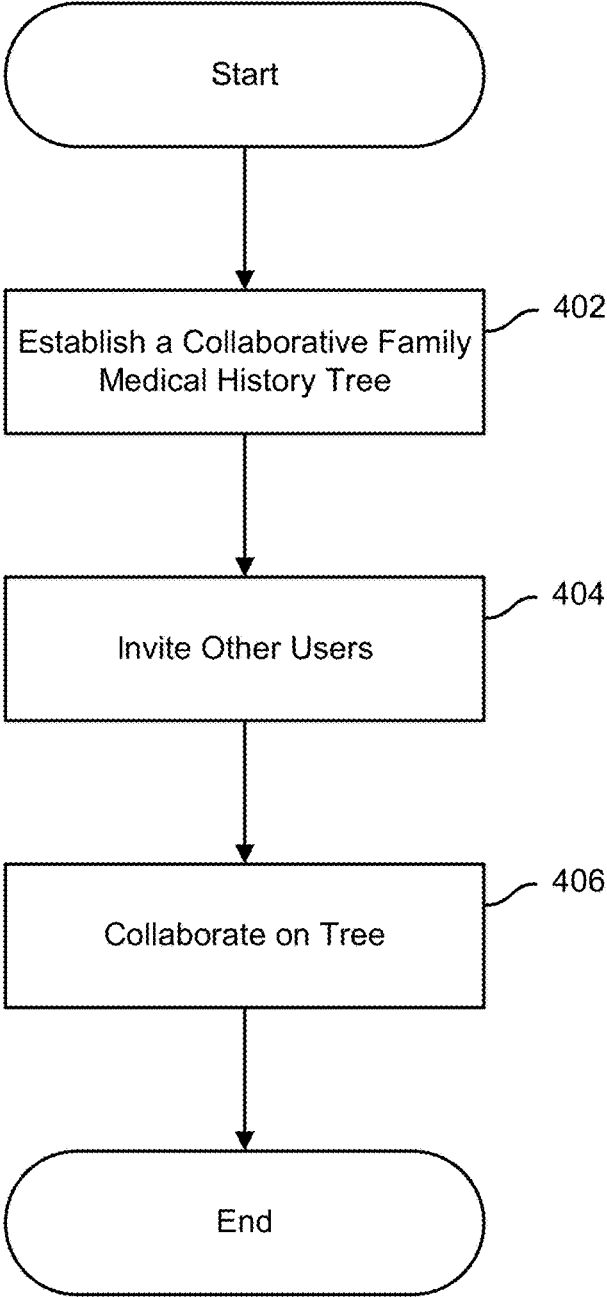 Start
402
Establish a Collaborative Family
Medical History Tree
404
Invite Other Users
406
Collaborate on Tree
End